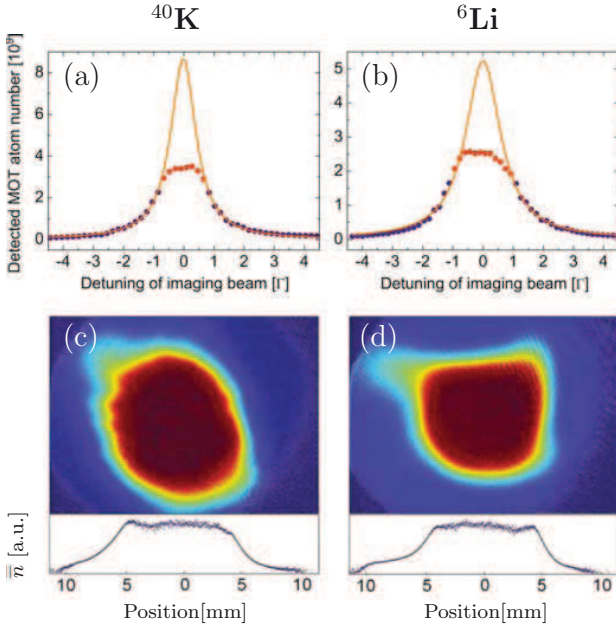 ⁴⁰K ⁶Li
Detected MOT atom number [10⁹]
(a)
8
6
4
2
0
-4 -3 -2 -1 0 1 2 3 4
Detuning of imaging beam [Γ]
(b)
5
4
3
2
1
0
-4 -3 -2 -1 0 1 2 3 4
Detuning of imaging beam [Γ]
(c)
(d)
n̿ [a.u.]
10 5 0 5 10
Position[mm]
10 5 0 5 10
Position[mm]